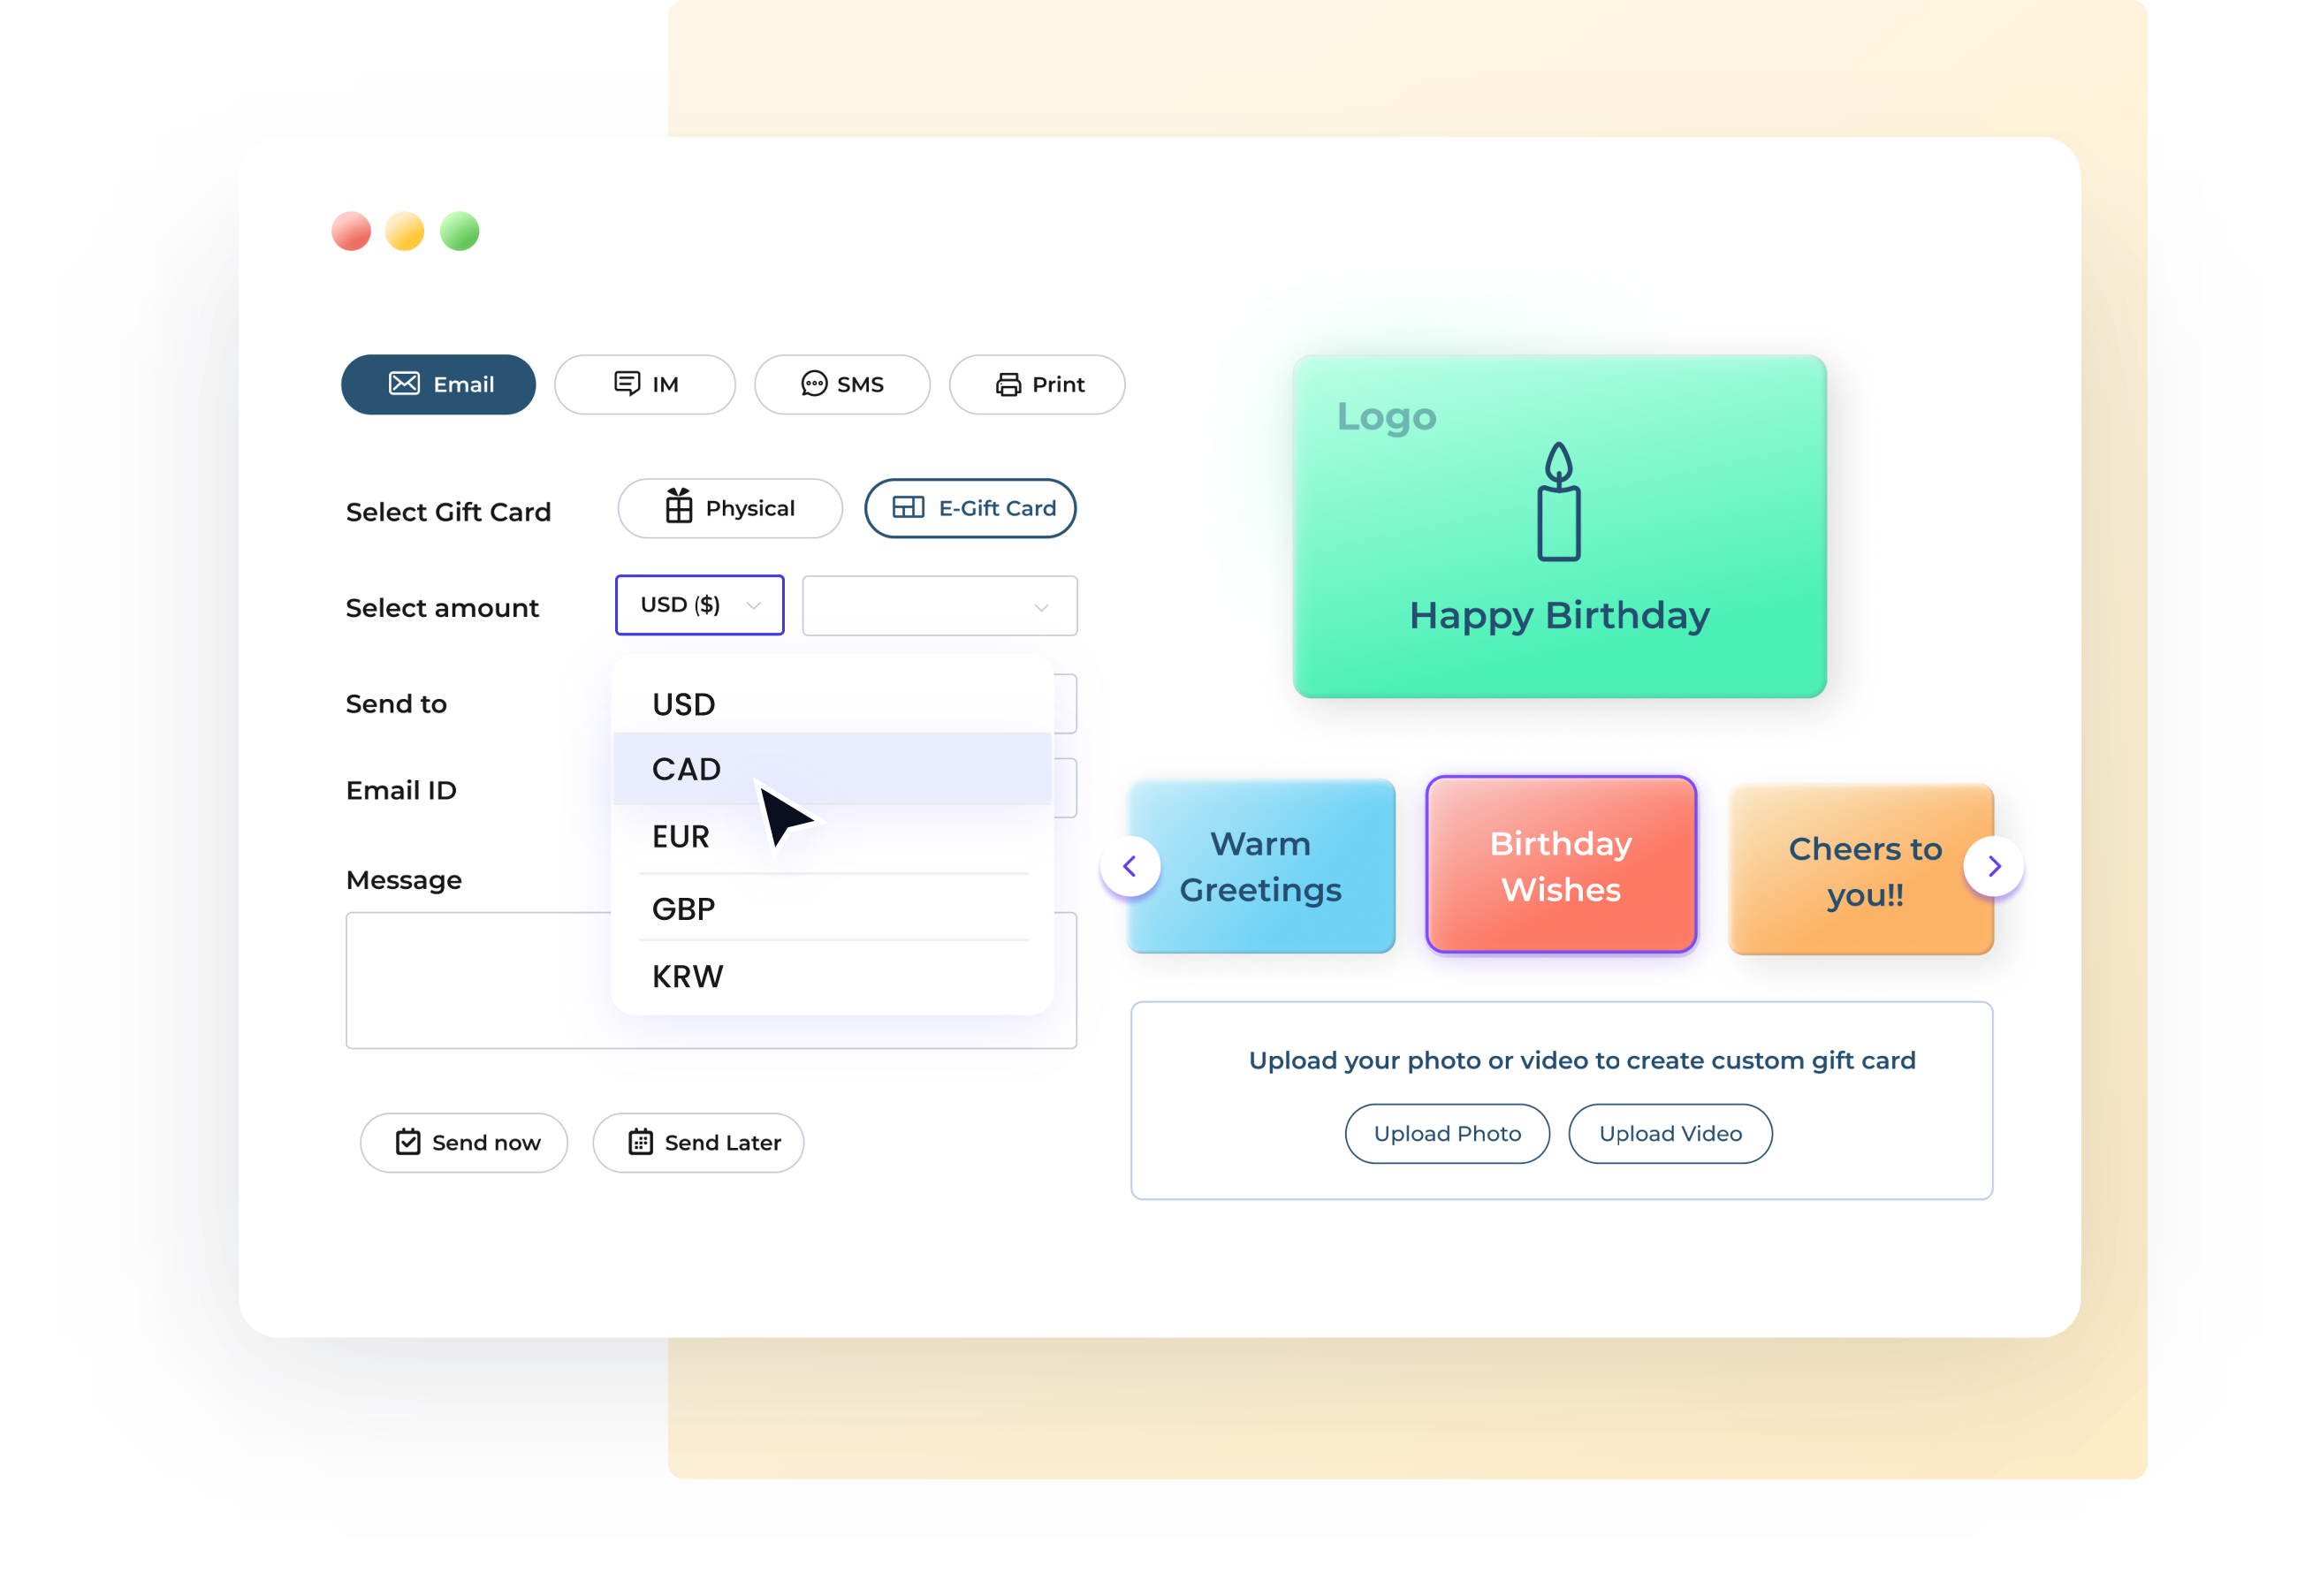 Email
IM
SMS
Print
Select Gift Card
Physical
E-Gift Card
Select amount
USD ($)
Send to
Email ID
Message
USD
CAD
EUR
GBP
KRW
Send now
Send Later
Logo
Happy Birthday
Warm
Greetings
Birthday
Wishes
Cheers to
you!!
Upload your photo or video to create custom gift card
Upload Photo
Upload Video